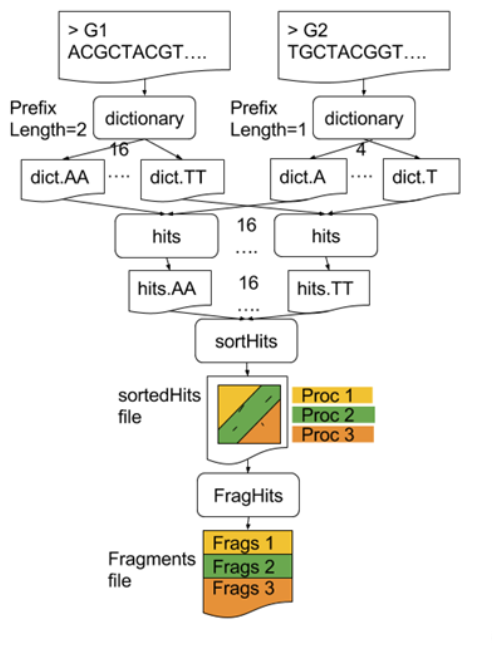 > G1
ACGCTACGT....
> G2
TGCTACGGT....
Prefix
Length=2
dictionary
Prefix
Length=1
dictionary
16
4
dict.AA
....
dict.TT
dict.A
....
dict.T
hits
16
....
hits
hits.AA
16
....
hits.TT
sortHits
sortedHits
file
Proc 1
Proc 2
Proc 3
FragHits
Fragments
file
Frags 1
Frags 2
Frags 3